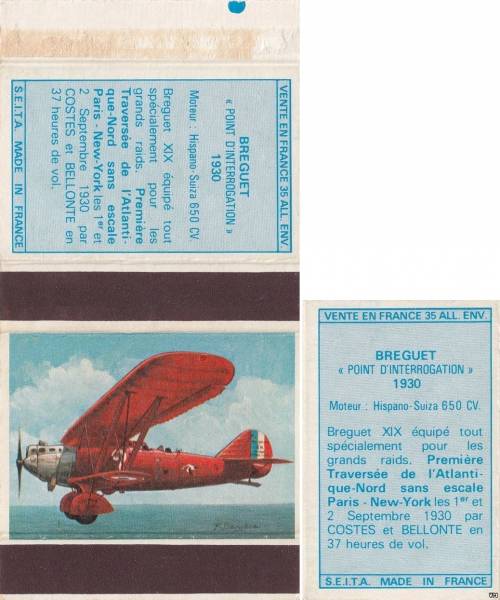 VENTE EN FRANCE 35 ALL. ENV.
BREGUET
« POINT D'INTERROGATION »
1930
Moteur : Hispano-Suiza 650 CV.
Breguet XIX équipé tout
spécialement pour les
grands raids. Première
Traversée de l'Atlanti-
que-Nord sans escale
Paris - New-York les 1er et
2 Septembre 1930 par
COSTES et BELLONTE en
37 heures de vol.
S.E.I.T.A. MADE IN FRANCE
VENTE EN FRANCE 35 ALL. ENV.
BREGUET
« POINT D'INTERROGATION »
1930
Moteur : Hispano-Suiza 650 CV.
Breguet XIX équipé tout
spécialement pour les
grands raids. Première
Traversée de l'Atlanti-
que-Nord sans escale
Paris - New-York les 1er et
2 Septembre 1930 par
COSTES et BELLONTE en
37 heures de vol.
S.E.I.T.A. MADE IN FRANCE